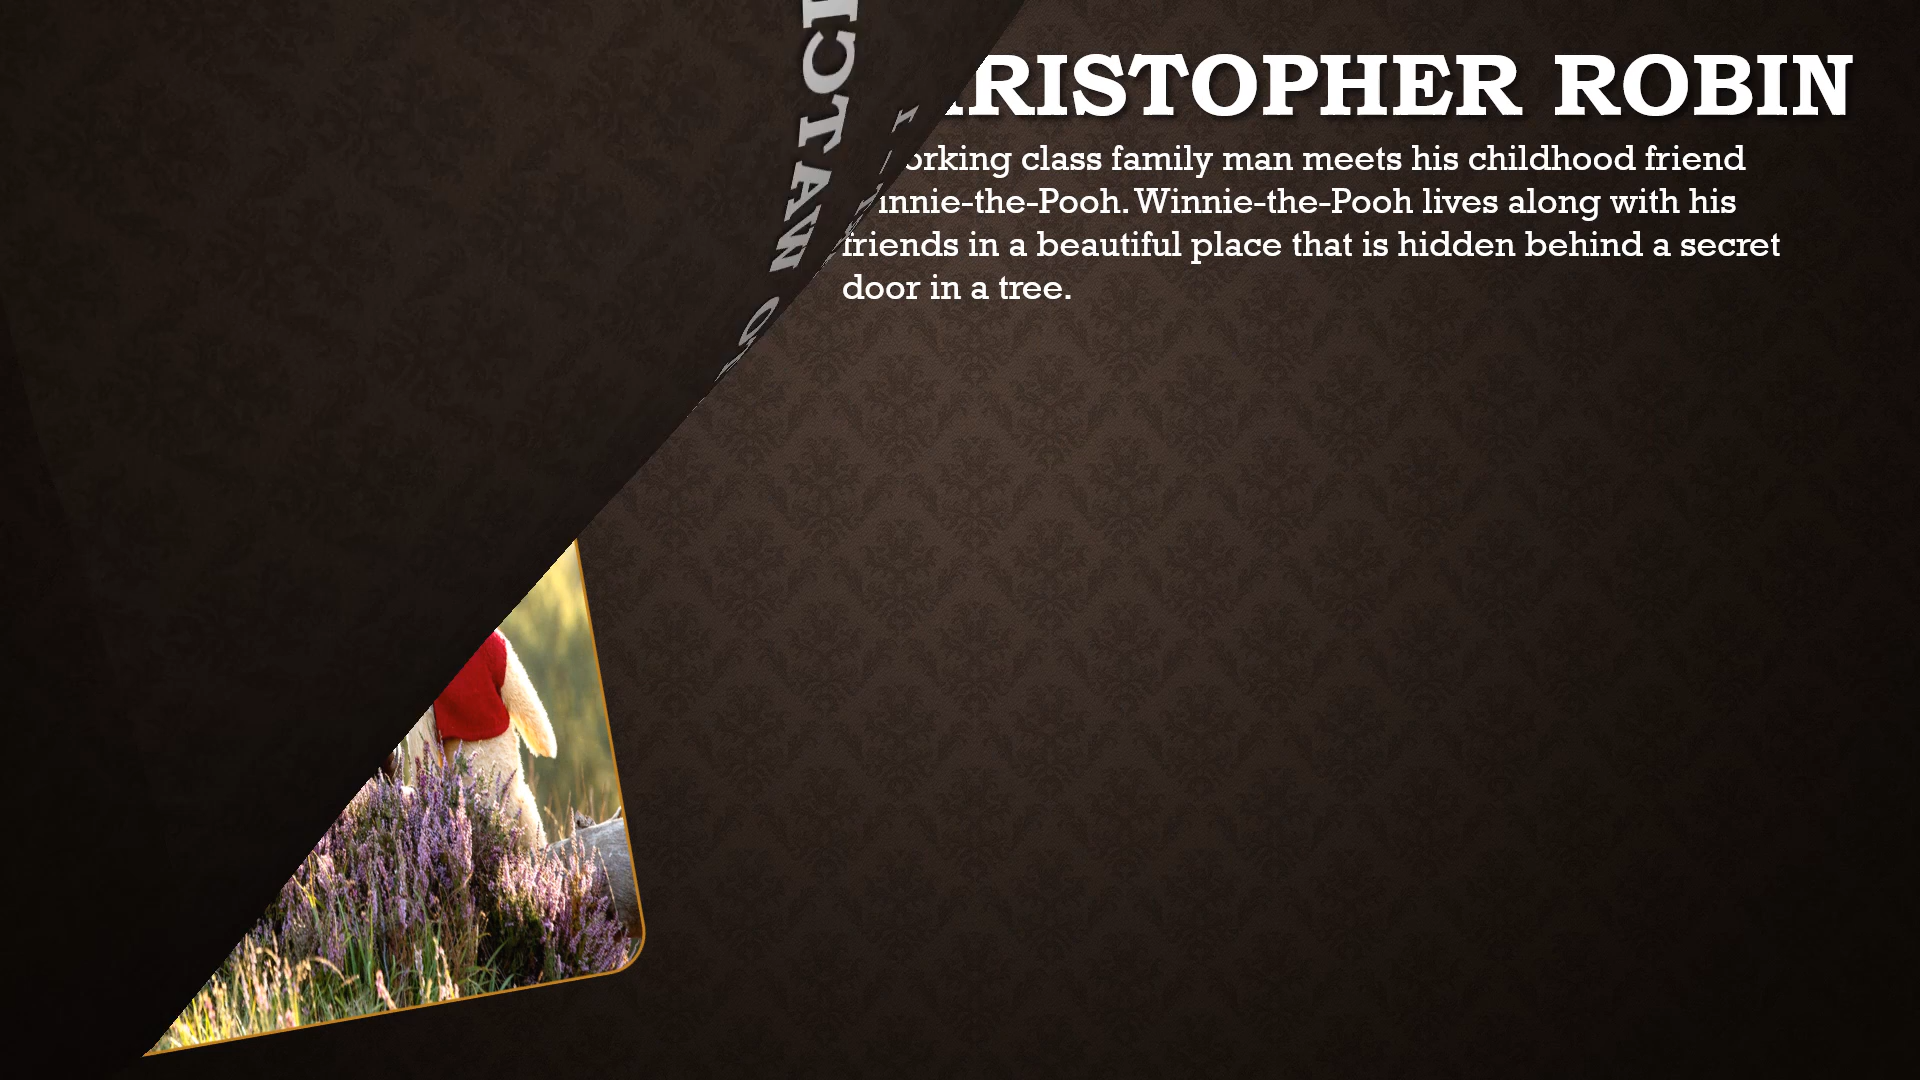 RISTOPHER ROBIN
orking class family man meets his childhood friend
innie-the-Pooh. Winnie-the-Pooh lives along with his
friends in a beautiful place that is hidden behind a secret
door in a tree.